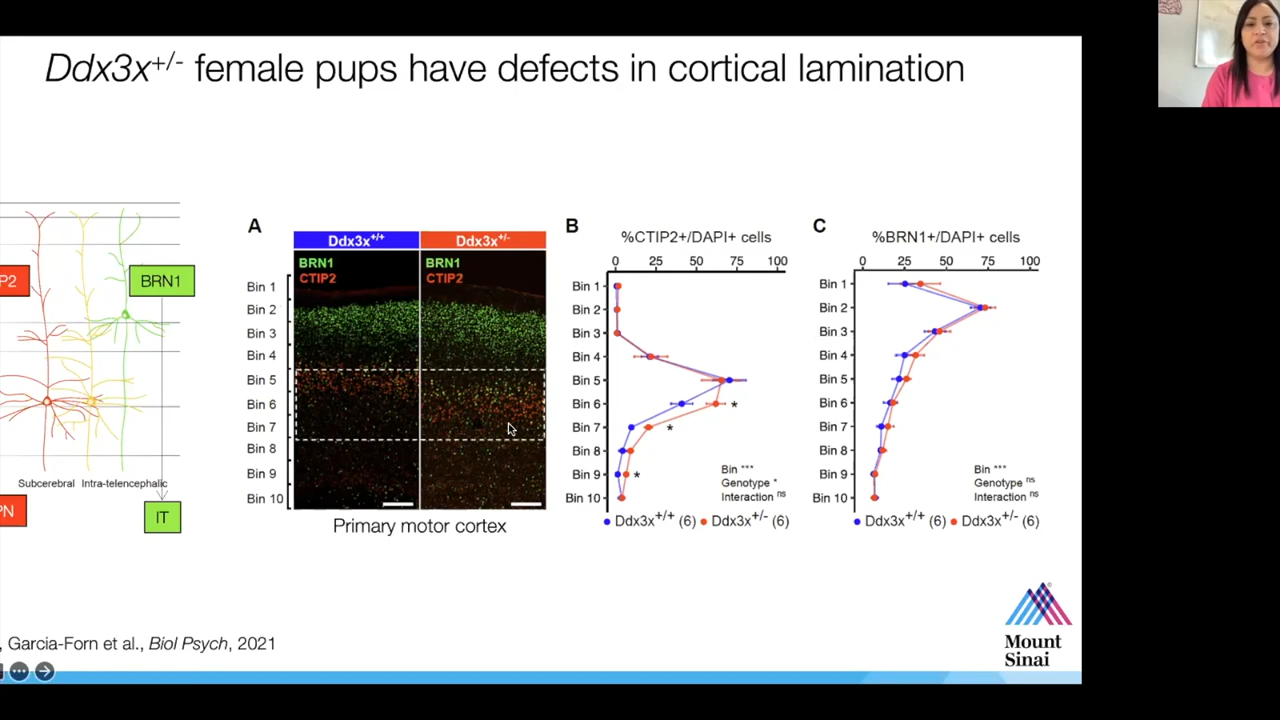 Ddx3x+/- female pups have defects in cortical lamination
P2
BRN1
Subcerebral
Intra-telencephalic
PN
IT
A
Ddx3x+/+
Ddx3x+/-
BRN1
CTIP2
BRN1
CTIP2
Bin 1
Bin 2
Bin 3
Bin 4
Bin 5
Bin 6
Bin 7
Bin 8
Bin 9
Bin 10
Primary motor cortex
B
%CTIP2+/DAPI+ cells
0 25 50 75 100
Bin 1
Bin 2
Bin 3
Bin 4
Bin 5
Bin 6 *
Bin 7 *
Bin 8
Bin 9 *
Bin 10
Bin ***
Genotype *
Interaction ns
Ddx3x+/+ (6) Ddx3x+/- (6)
C
%BRN1+/DAPI+ cells
0 25 50 75 100
Bin 1
Bin 2
Bin 3
Bin 4
Bin 5
Bin 6
Bin 7
Bin 8
Bin 9
Bin 10
Bin ***
Genotype ns
Interaction ns
Ddx3x+/+ (6) Ddx3x+/- (6)
, Garcia-Forn et al., Biol Psych, 2021
Mount
Sinai